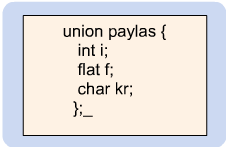 union paylas {
int i;
flat f;
char kr;
};_